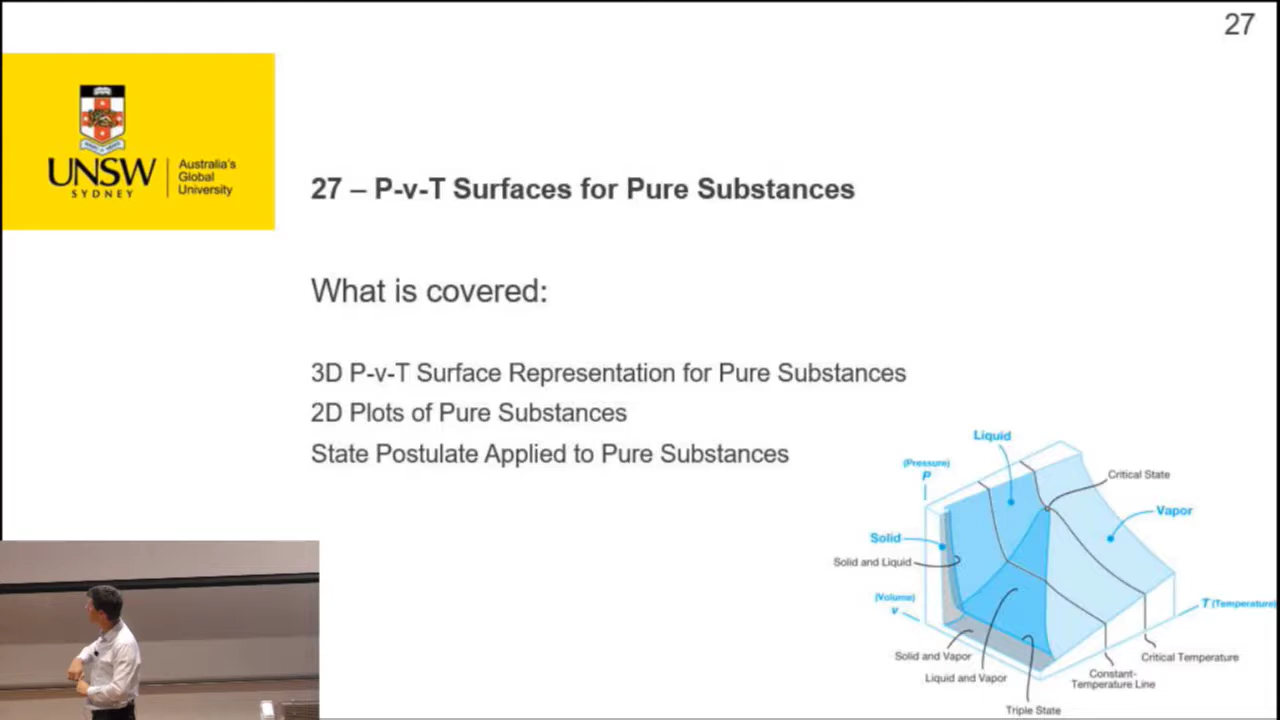 27
UNSW
SYDNEY
Australia's
Global
University
27 – P-v-T Surfaces for Pure Substances
What is covered:
3D P-v-T Surface Representation for Pure Substances
2D Plots of Pure Substances
State Postulate Applied to Pure Substances
Liquid
(Pressure)
P
Critical State
Vapor
Solid
Solid and Liquid
(Volume)
v
T (Temperature)
Solid and Vapor
Liquid and Vapor
Triple State
Constant-
Temperature Line
Critical Temperature